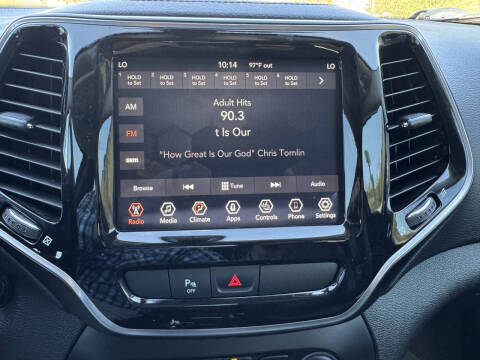 LO 10:14 97°F out LO
1 HOLD to Set 2 HOLD to Set 3 HOLD to Set 4 HOLD to Set 5 HOLD to Set 6 HOLD to Set
AM
FM
SXM
Adult Hits
90.3
t Is Our
"How Great Is Our God" Chris Tomlin
Browse Tune Audio
Radio Media Climate Apps Controls Phone Settings
P OFF